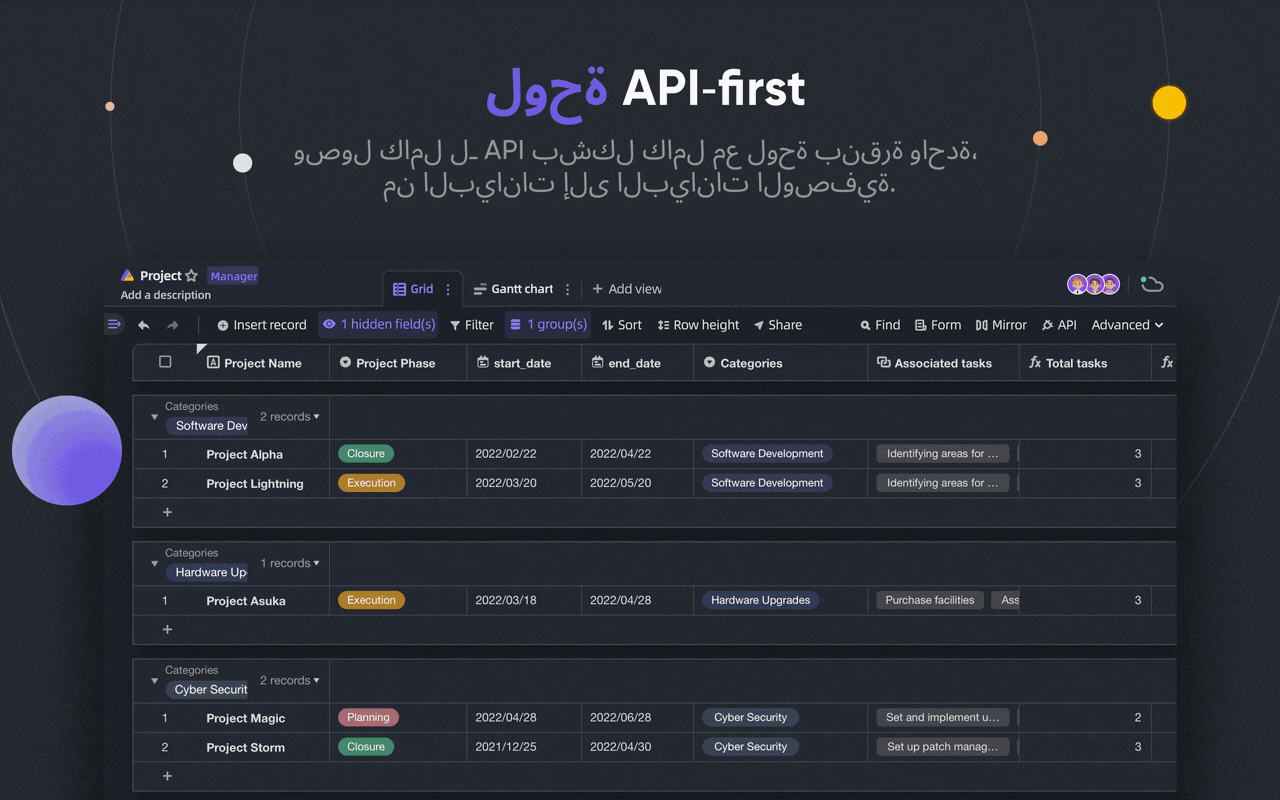 لوحة API-first
وصول كامل لـ API بشكل كامل مع لوحة بنقرة واحدة،
من البيانات إلى البيانات الوصفية.
Project Manager
Add a description
Grid Gantt chart + Add view
Insert record 1 hidden field(s) Filter 1 group(s) Sort Row height Share Find Form Mirror API Advanced
Project Name Project Phase start_date end_date Categories Associated tasks fx Total tasks fx
Categories
Software Dev 2 records
1 Project Alpha Closure 2022/02/22 2022/04/22 Software Development Identifying areas for ... 3
2 Project Lightning Execution 2022/03/20 2022/05/20 Software Development Identifying areas for ... 3
+
Categories
Hardware Up 1 records
1 Project Asuka Execution 2022/03/18 2022/04/28 Hardware Upgrades Purchase facilities Ass 3
+
Categories
Cyber Securit 2 records
1 Project Magic Planning 2022/04/28 2022/06/28 Cyber Security Set and implement u... 2
2 Project Storm Closure 2021/12/25 2022/04/30 Cyber Security Set up patch manag... 3
+